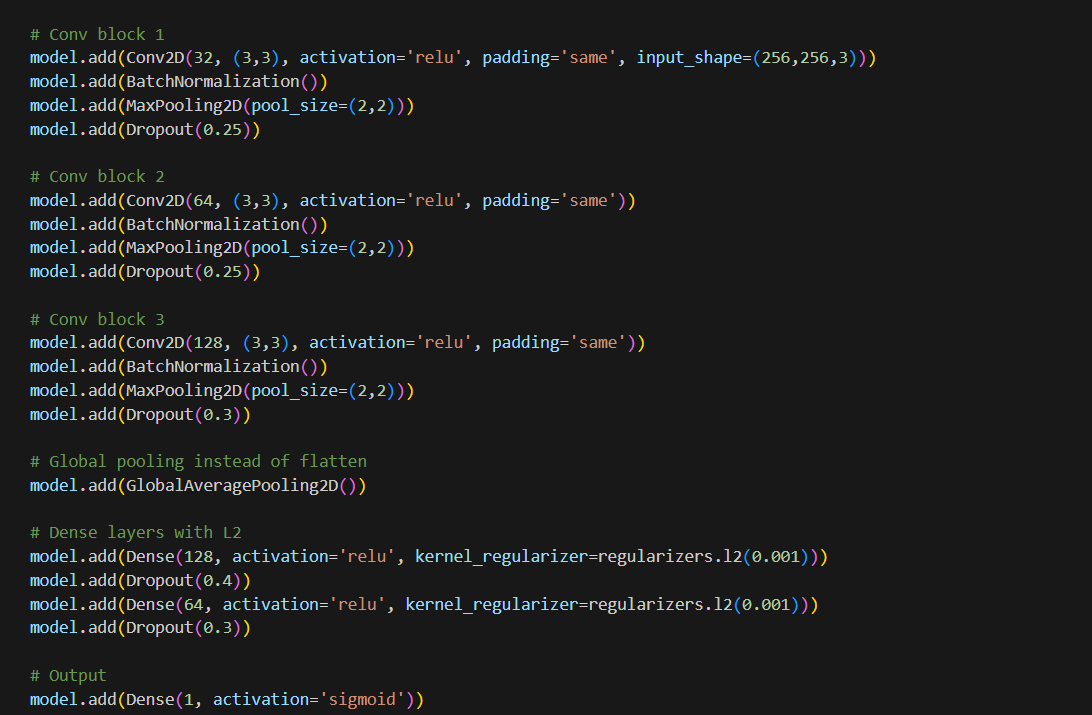 # Conv block 1
model.add(Conv2D(32, (3,3), activation='relu', padding='same', input_shape=(256,256,3)))
model.add(BatchNormalization())
model.add(MaxPooling2D(pool_size=(2,2)))
model.add(Dropout(0.25))
# Conv block 2
model.add(Conv2D(64, (3,3), activation='relu', padding='same'))
model.add(BatchNormalization())
model.add(MaxPooling2D(pool_size=(2,2)))
model.add(Dropout(0.25))
# Conv block 3
model.add(Conv2D(128, (3,3), activation='relu', padding='same'))
model.add(BatchNormalization())
model.add(MaxPooling2D(pool_size=(2,2)))
model.add(Dropout(0.3))
# Global pooling instead of flatten
model.add(GlobalAveragePooling2D())
# Dense layers with L2
model.add(Dense(128, activation='relu', kernel_regularizer=regularizers.l2(0.001)))
model.add(Dropout(0.4))
model.add(Dense(64, activation='relu', kernel_regularizer=regularizers.l2(0.001)))
model.add(Dropout(0.3))
# Output
model.add(Dense(1, activation='sigmoid'))